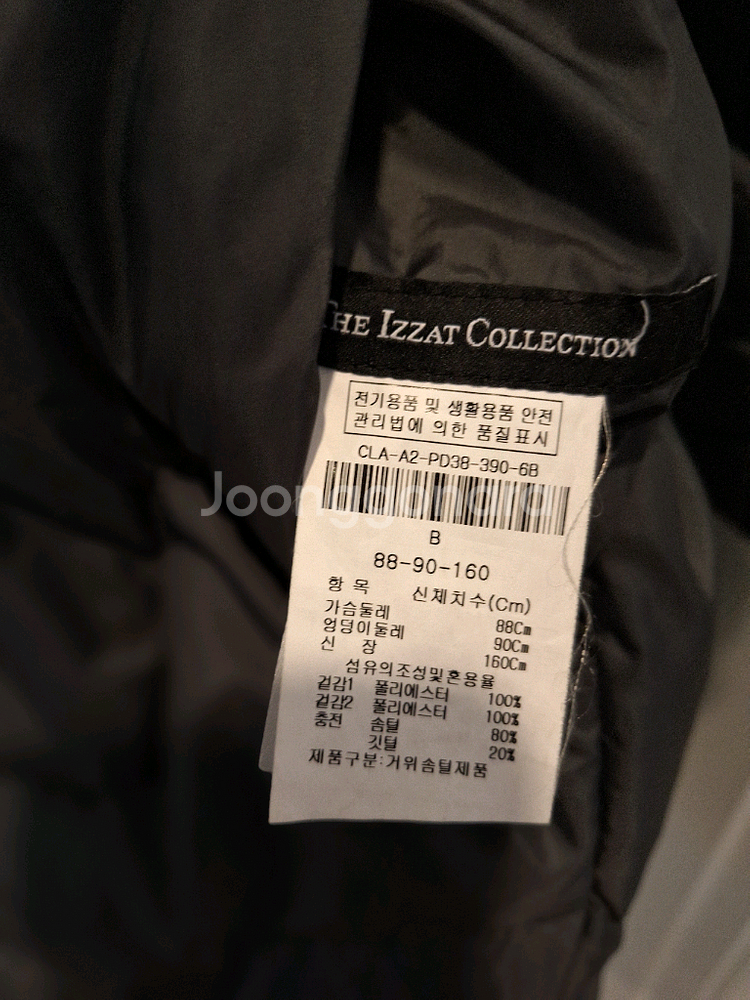 THE IZZAT COLLECTION
전기용품 및 생활용품 안전
관리법에 의한 품질표시
CLA-A2-PD38-390-6B
Joonggonara
B
88-90-160
항 목 신체치수(Cm)
가슴둘레 88Cm
엉덩이둘레 90Cm
신 장 160Cm
섬유의조성및혼용율
겉감1 폴리에스터 100%
겉감2 폴리에스터 100%
충전 솜털 80%
깃털 20%
제품구분:거위솜털제품